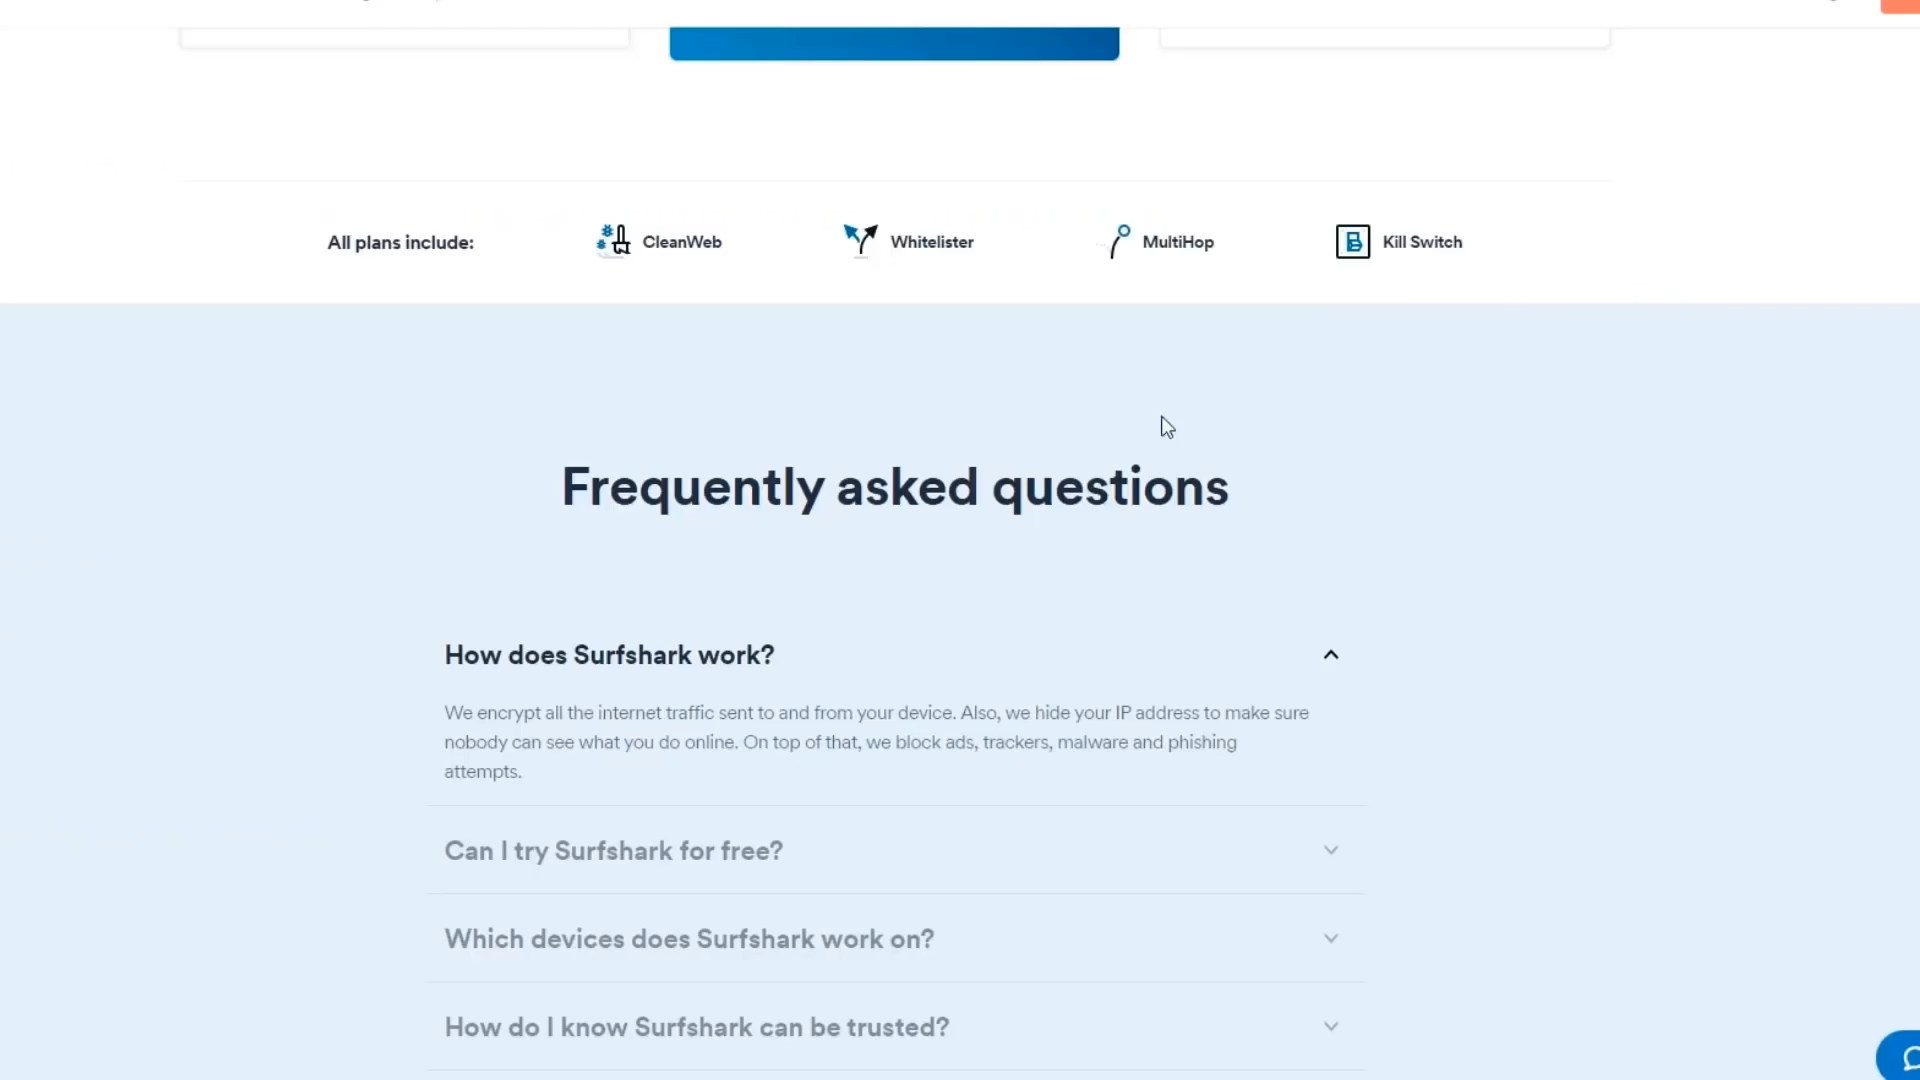 All plans include:
CleanWeb
Whitelister
MultiHop
Kill Switch
Frequently asked questions
How does Surfshark work?
We encrypt all the internet traffic sent to and from your device. Also, we hide your IP address to make sure
nobody can see what you do online. On top of that, we block ads, trackers, malware and phishing
attempts.
Can I try Surfshark for free?
Which devices does Surfshark work on?
How do I know Surfshark can be trusted?